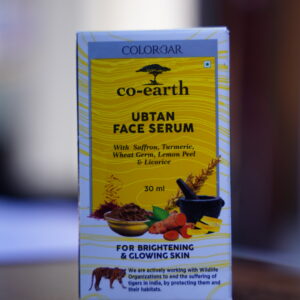 COLORBAR
co-earth
UBTAN
FACE SERUM
With Saffron, Turmeric,
Wheat Germ, Lemon Peel
& Licorice
30 ml
FOR BRIGHTENING
& GLOWING SKIN
We are actively working with Wildlife
Organizations to end the suffering of
tigers in India, by protecting them and
their habitats.